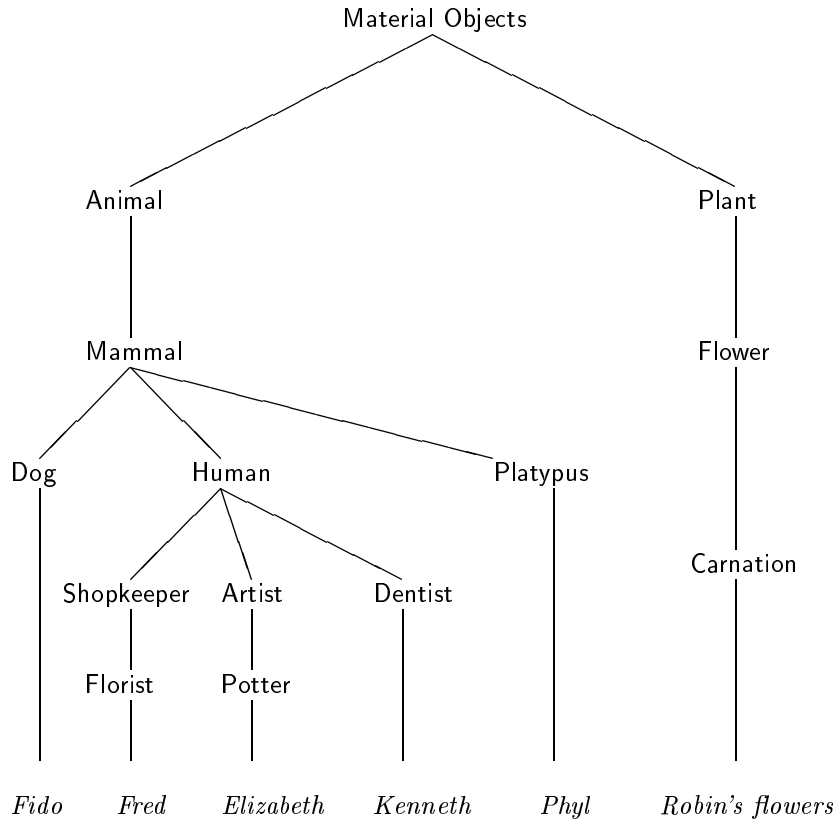 Material Objects
Animal Plant
Mammal Flower
Dog Human Platypus
Carnation
Shopkeeper Artist Dentist
Florist Potter
Fido Fred Elizabeth Kenneth Phyl Robin's flowers